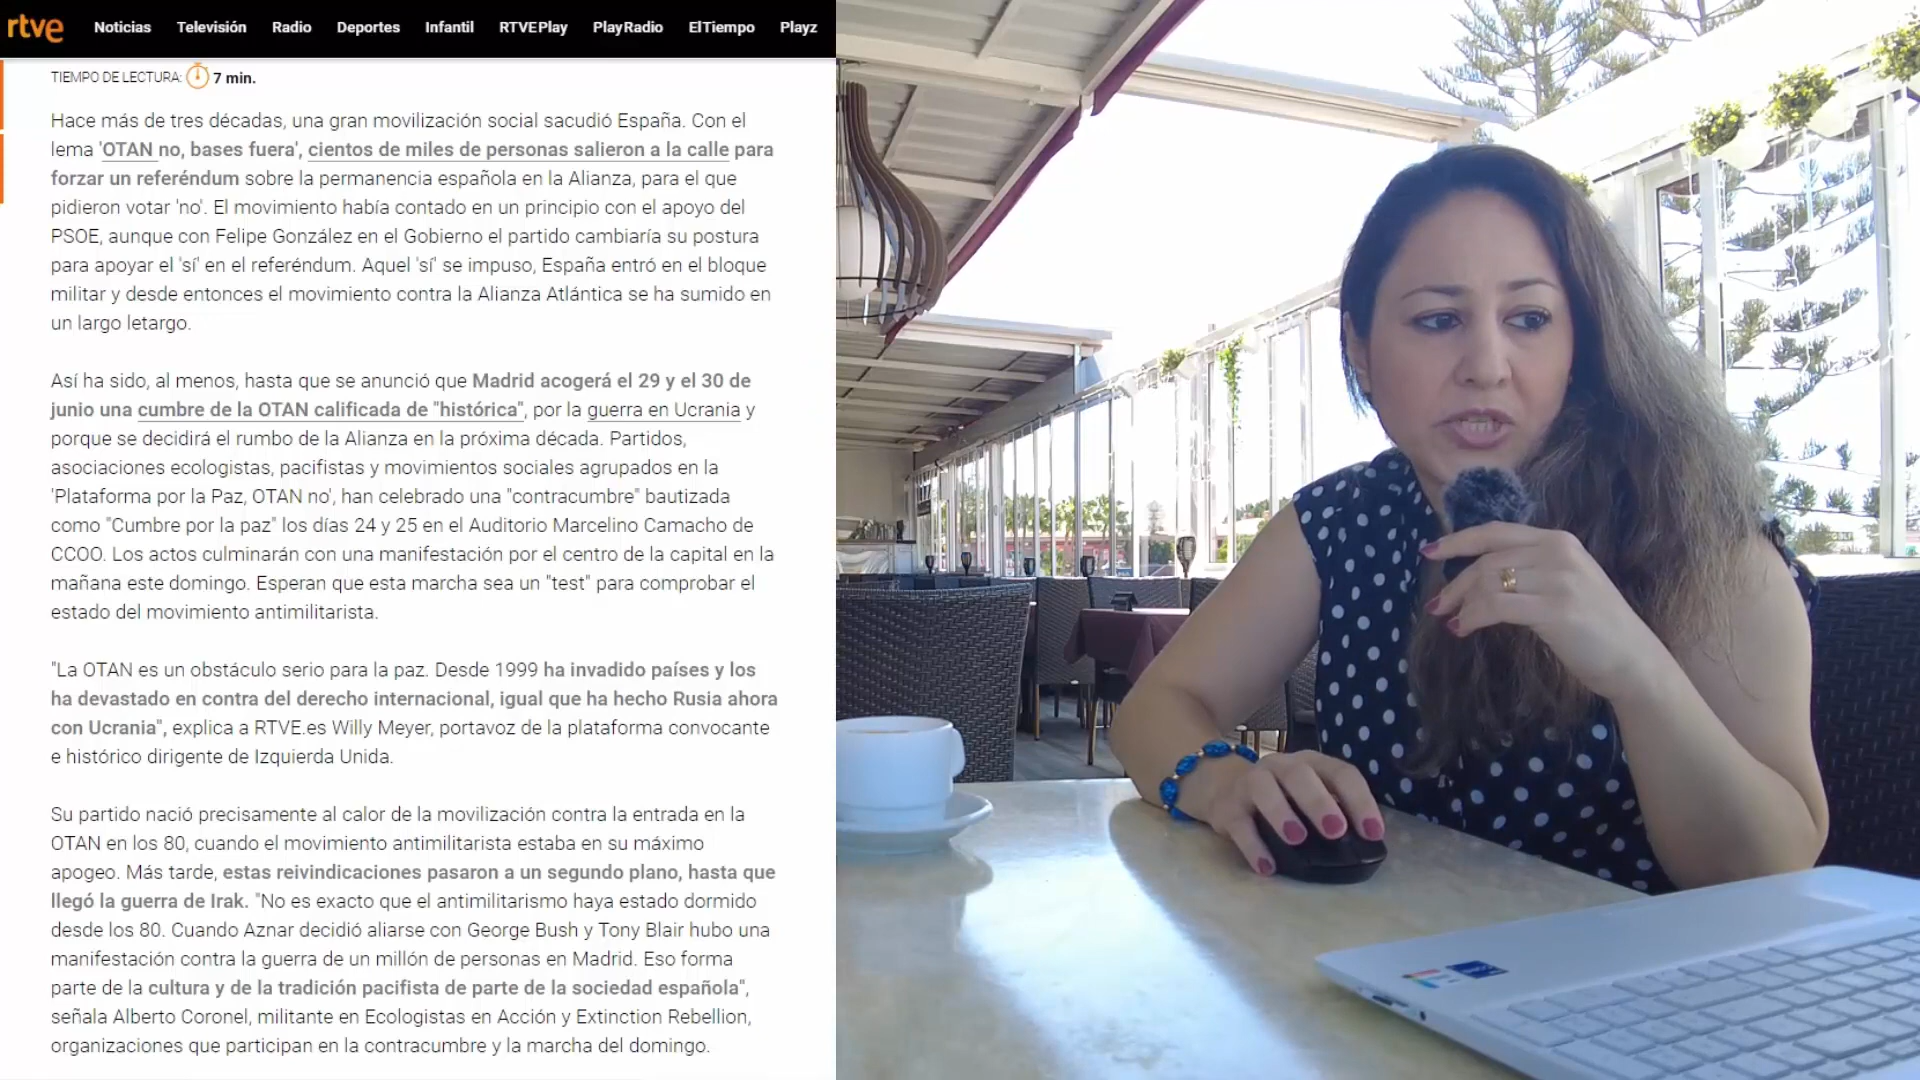 rtve Noticias Televisión Radio Deportes Infantil RTVE Play Play Radio El Tiempo Playz
TIEMPO DE LECTURA: 7 min.
Hace más de tres décadas, una gran movilización social sacudió España. Con el
lema 'OTAN no, bases fuera', cientos de miles de personas salieron a la calle para
forzar un referéndum sobre la permanencia española en la Alianza, para el que
pidieron votar 'no'. El movimiento había contado en un principio con el apoyo del
PSOE, aunque con Felipe González en el Gobierno el partido cambiaría su postura
para apoyar el 'sí' en el referéndum. Aquel 'sí' se impuso, España entró en el bloque
militar y desde entonces el movimiento contra la Alianza Atlántica se ha sumido en
un largo letargo.
Así ha sido, al menos, hasta que se anunció que Madrid acogerá el 29 y el 30 de
junio una cumbre de la OTAN calificada de "histórica", por la guerra en Ucrania y
porque se decidirá el rumbo de la Alianza en la próxima década. Partidos,
asociaciones ecologistas, pacifistas y movimientos sociales agrupados en la
'Plataforma por la Paz, OTAN no', han celebrado una "contracumbre" bautizada
como "Cumbre por la paz" los días 24 y 25 en el Auditorio Marcelino Camacho de
CCOO. Los actos culminarán con una manifestación por el centro de la capital en la
mañana este domingo. Esperan que esta marcha sea un "test" para comprobar el
estado del movimiento antimilitarista.
"La OTAN es un obstáculo serio para la paz. Desde 1999 ha invadido países y los
ha devastado en contra del derecho internacional, igual que ha hecho Rusia ahora
con Ucrania", explica a RTVE.es Willy Meyer, portavoz de la plataforma convocante
e histórico dirigente de Izquierda Unida.
Su partido nació precisamente al calor de la movilización contra la entrada en la
OTAN en los 80, cuando el movimiento antimilitarista estaba en su máximo
apogeo. Más tarde, estas reivindicaciones pasaron a un segundo plano, hasta que
llegó la guerra de Irak. "No es exacto que el antimilitarismo haya estado dormido
desde los 80. Cuando Aznar decidió aliarse con George Bush y Tony Blair hubo una
manifestación contra la guerra de un millón de personas en Madrid. Eso forma
parte de la cultura y de la tradición pacifista de parte de la sociedad española",
señala Alberto Coronel, militante en Ecologistas en Acción y Extinction Rebellion,
organizaciones que participan en la contracumbre y la marcha del domingo.